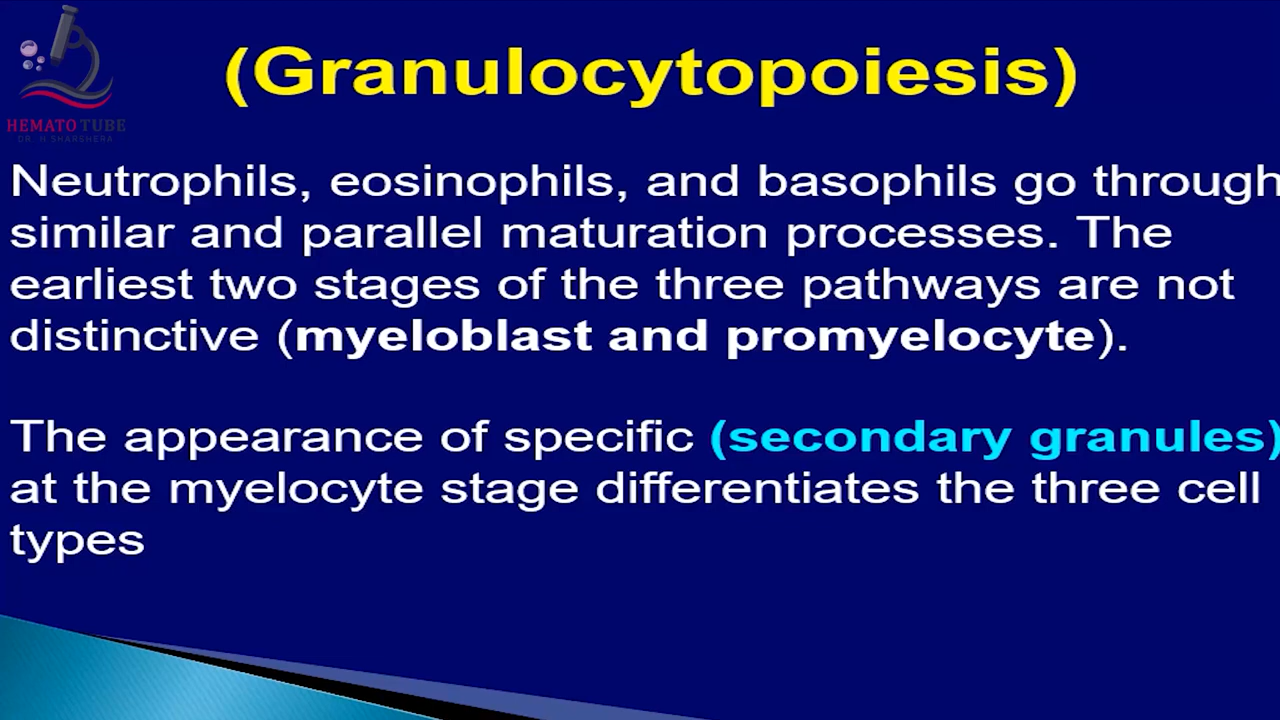 HEMATO TUBE
DR. H SHARGHEBA
(Granulocytopoiesis)
Neutrophils, eosinophils, and basophils go through
similar and parallel maturation processes. The
earliest two stages of the three pathways are not
distinctive (myeloblast and promyelocyte).
The appearance of specific (secondary granules)
at the myelocyte stage differentiates the three cell
types